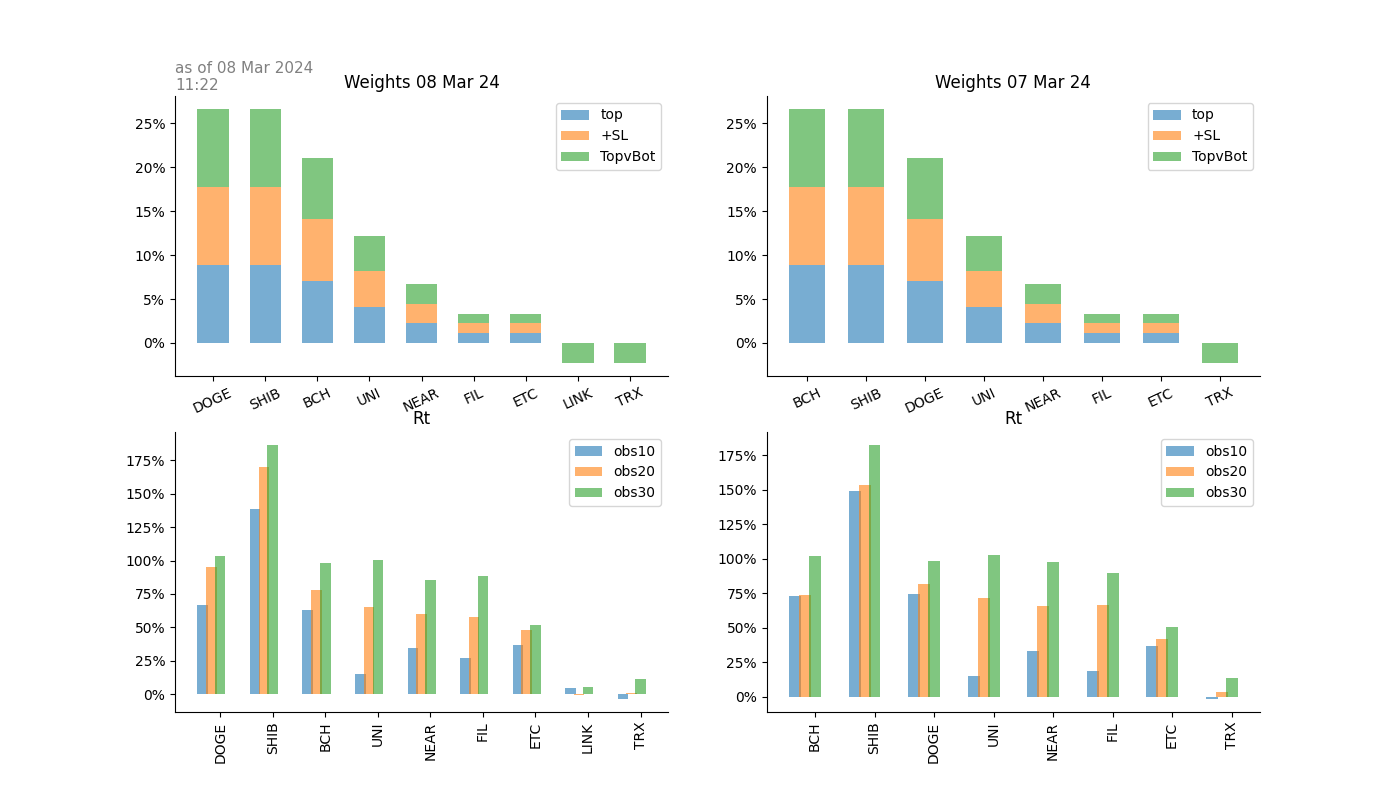 as of 08 Mar 2024
11:22
Weights 08 Mar 24
25%
20%
15%
10%
5%
0%
top
+SL
TopvBot
DOGE
SHIB
BCH
UNI
NEAR
FIL
ETC
LINK
TRX
Weights 07 Mar 24
25%
20%
15%
10%
5%
0%
top
+SL
TopvBot
BCH
SHIB
DOGE
UNI
NEAR
FIL
ETC
TRX
Rt
175%
150%
125%
100%
75%
50%
25%
0%
obs10
obs20
obs30
DOGE
SHIB
BCH
UNI
NEAR
FIL
ETC
LINK
TRX
Rt
175%
150%
125%
100%
75%
50%
25%
0%
obs10
obs20
obs30
BCH
SHIB
DOGE
UNI
NEAR
FIL
ETC
TRX